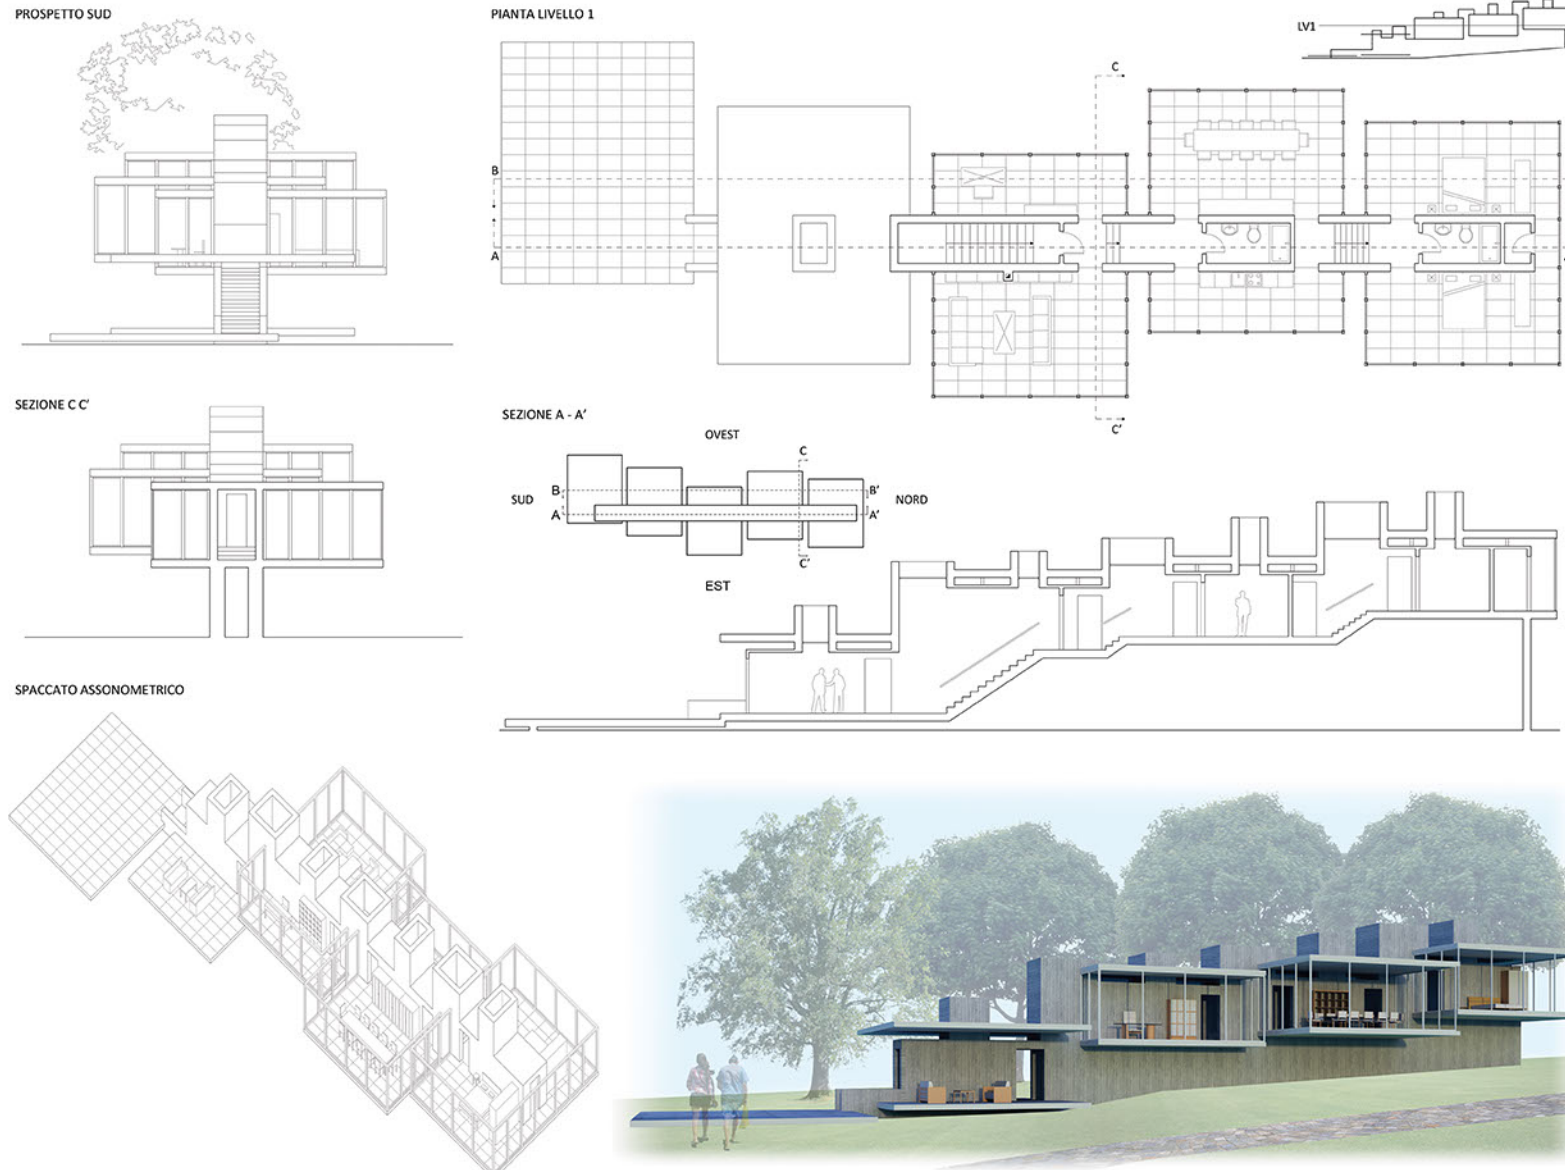 PROSPETTO SUD
PIANTA LIVELLO 1
LV1
C
B
A
C'
SEZIONE C C'
SEZIONE A - A'
OVEST
C
SUD
B
B'
NORD
A
A'
C'
EST
SPACCATO ASSONOMETRICO